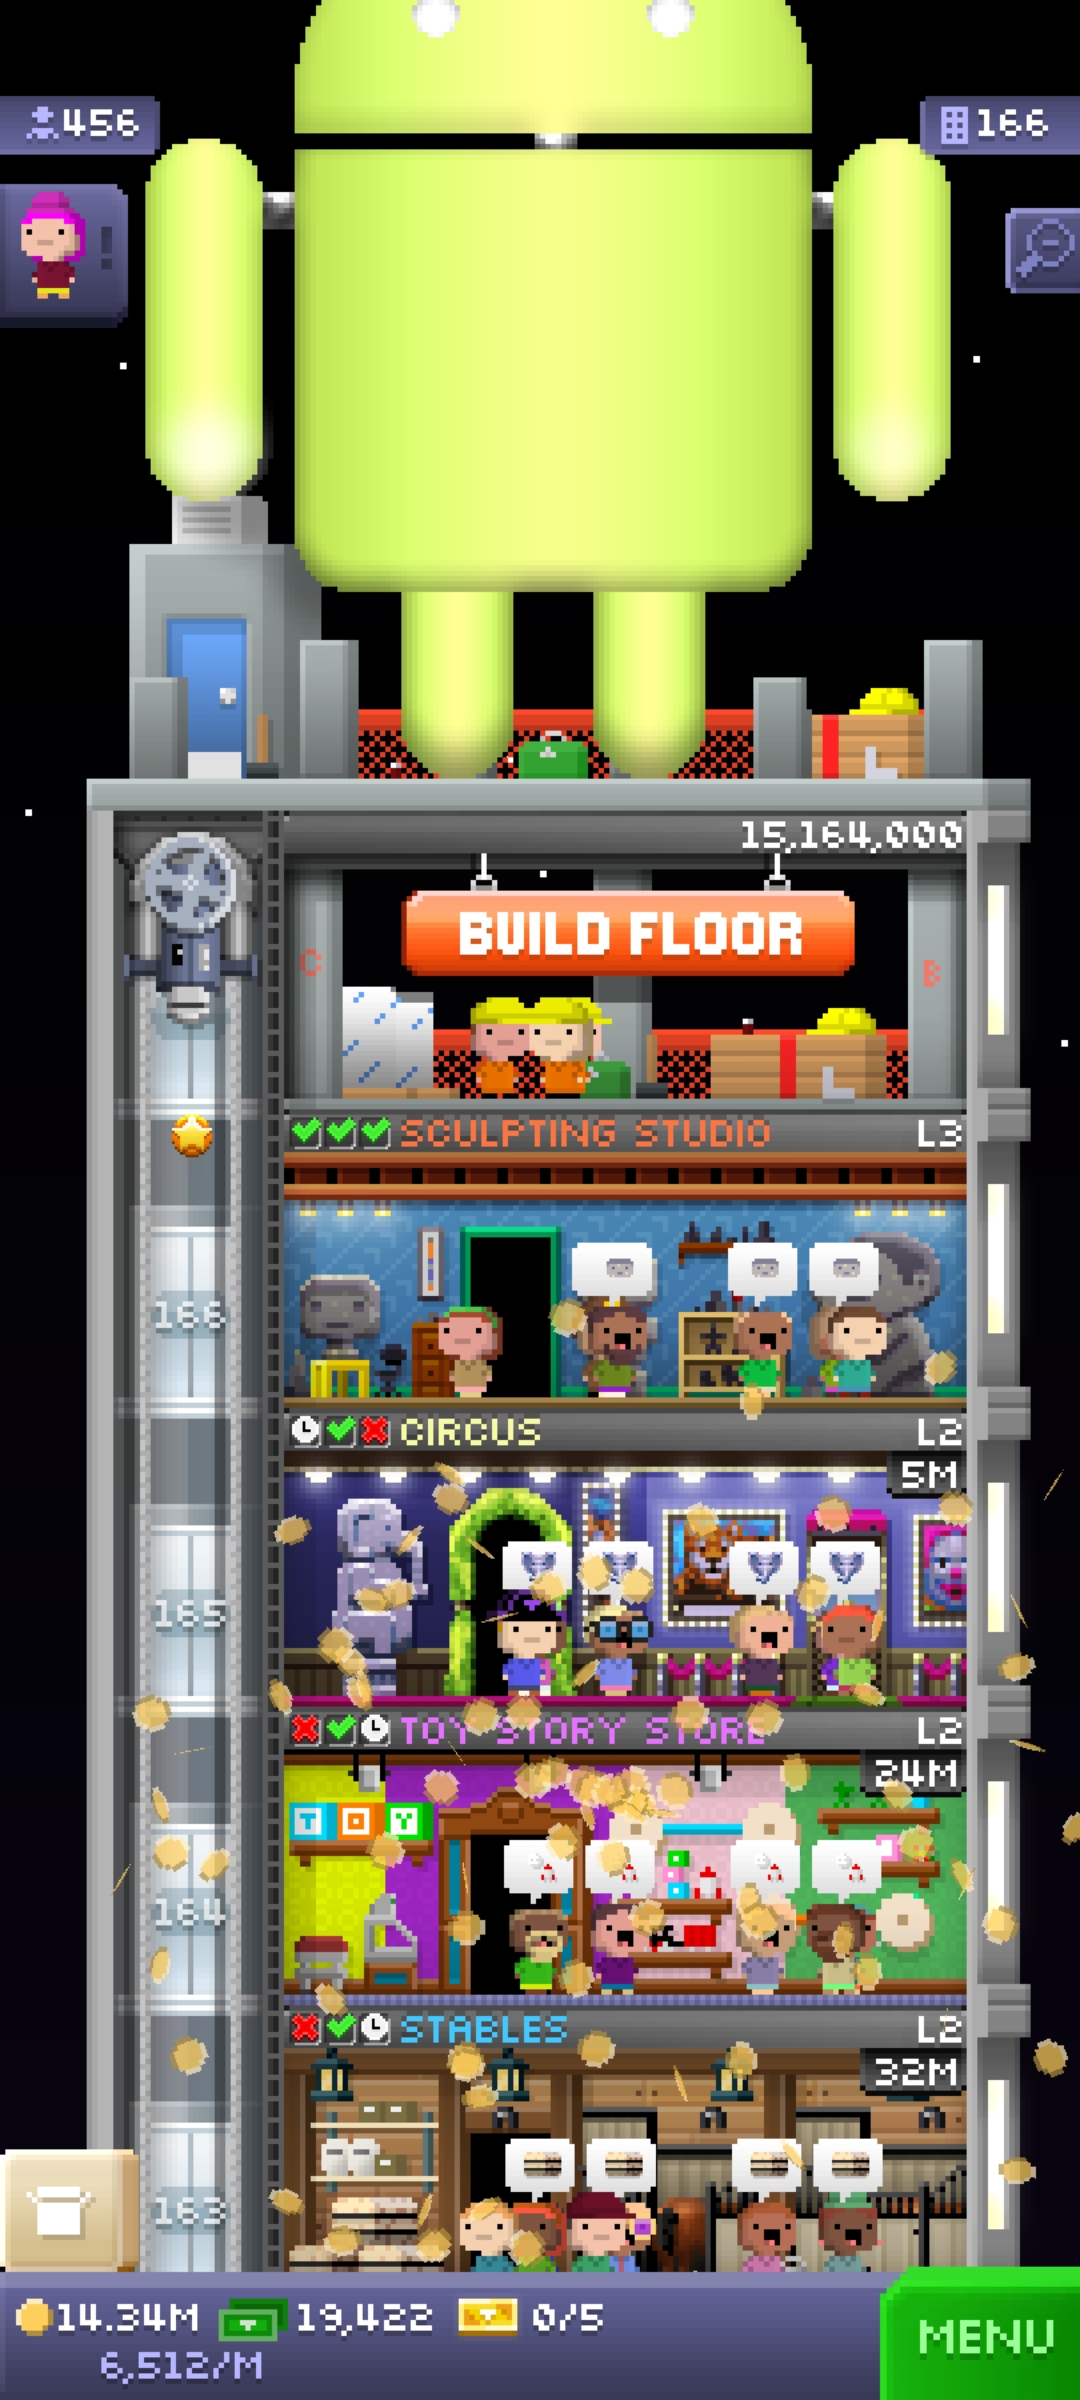 456
166
15,164,000
BUILD FLOOR
C
B
SCULPTING STUDIO L3
166
CIRCUS L2
5M
165
TOY STORY STORE L2
24M
T O Y
164
STABLES L2
32M
163
14.34M 19,422 0/5
6,512/M
MENU